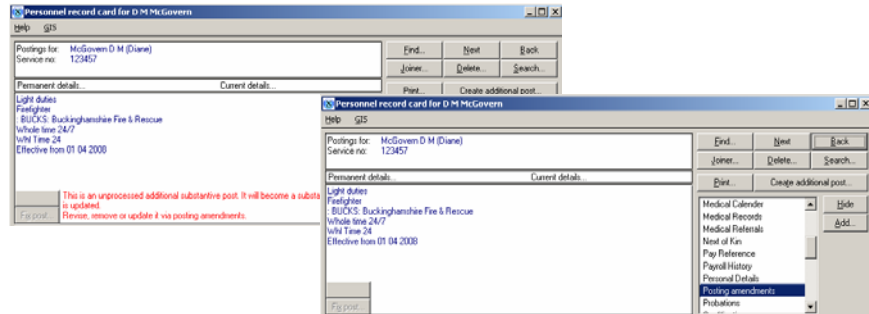 Personnel record card for D M McGovern
Help GIS
Postings for: McGovern D M (Diane)
Service no: 123457
Find... Next Back
Joiner... Delete... Search...
Print... Create additional post...
Permanent details... Current details...
Light duties
Firefighter
: BUCKS: Buckinghamshire Fire & Rescue
Whole time 24/7
Whl Time 24
Effective from 01 04 2008
This is an unprocessed additional substantive post. It will become a substa
is updated.
Fix post... Revise, remove or update it via posting amendments.
Personnel record card for D M McGovern
Help GIS
Postings for: McGovern D M (Diane)
Service no: 123457
Find... Next Back
Joiner... Delete... Search...
Permanent details... Current details...
Print... Create additional post...
Light duties
Firefighter
: BUCKS: Buckinghamshire Fire & Rescue
Whole time 24/7
Whl Time 24
Effective from 01 04 2008
Fix post...
Medical Calender
Medical Records
Medical Referrals
Next of Kin
Pay Reference
Payroll History
Personal Details
Posting amendments
Probations
Hide
Add...